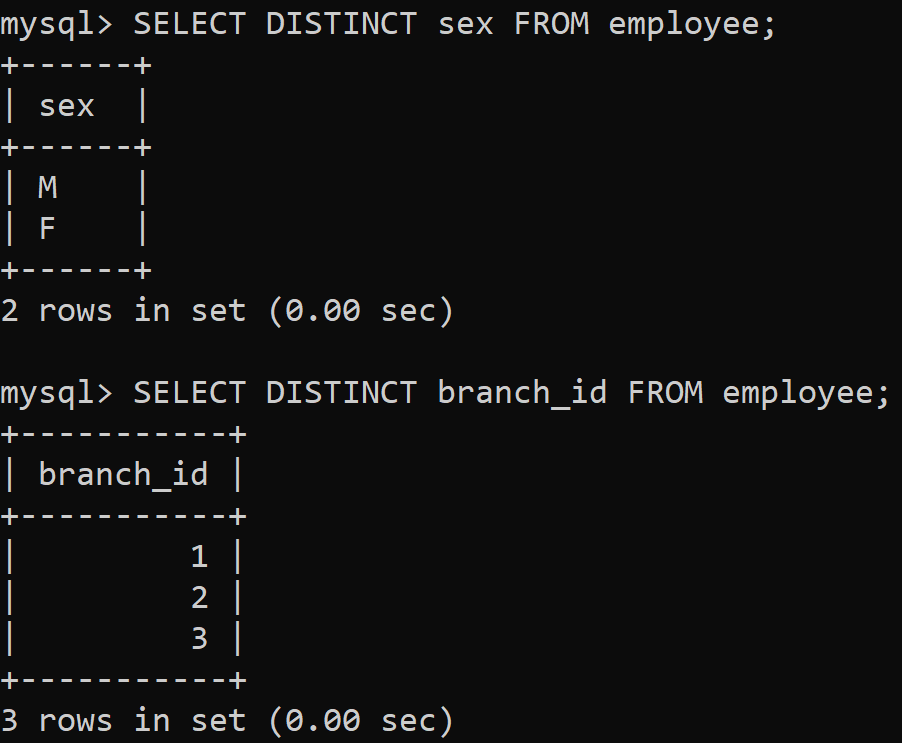 mysql> SELECT DISTINCT sex FROM employee;
+------+
| sex  |
+------+
| M    |
| F    |
+------+
2 rows in set (0.00 sec)

mysql> SELECT DISTINCT branch_id FROM employee;
+-----------+
| branch_id |
+-----------+
|         1 |
|         2 |
|         3 |
+-----------+
3 rows in set (0.00 sec)